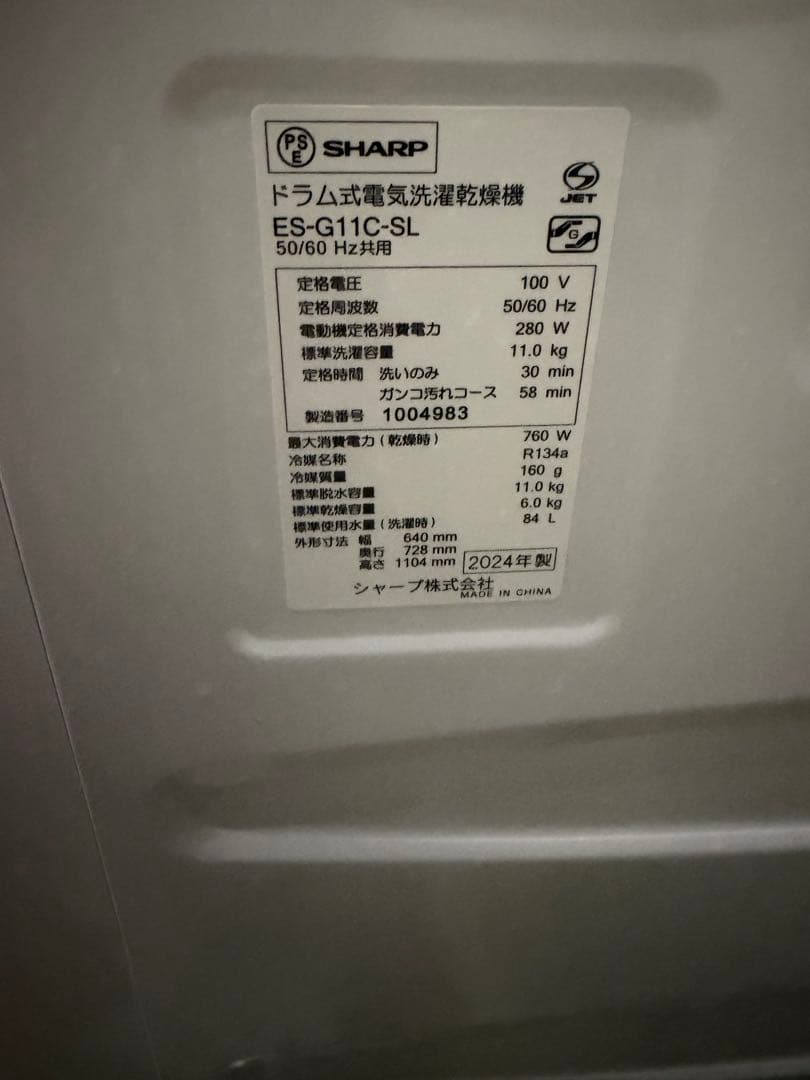 PS
E
SHARP
ドラム式電気洗濯乾燥機
JET
ES-G11C-SL
G
50/60 Hz共用
定格電圧 100 V
定格周波数 50/60 Hz
電動機定格消費電力 280 W
標準洗濯容量 11.0 kg
定格時間 洗いのみ 30 min
ガンコ汚れコース 58 min
製造番号 1004983
最大消費電力(乾燥時) 760 W
冷媒名称 R134a
冷媒質量 160 g
標準脱水容量 11.0 kg
標準乾燥容量 6.0 kg
標準使用水量(洗濯時) 84 L
外形寸法 幅 640 mm
奥行 728 mm
高さ 1104 mm 2024年製
シャープ株式会社
MADE IN CHINA